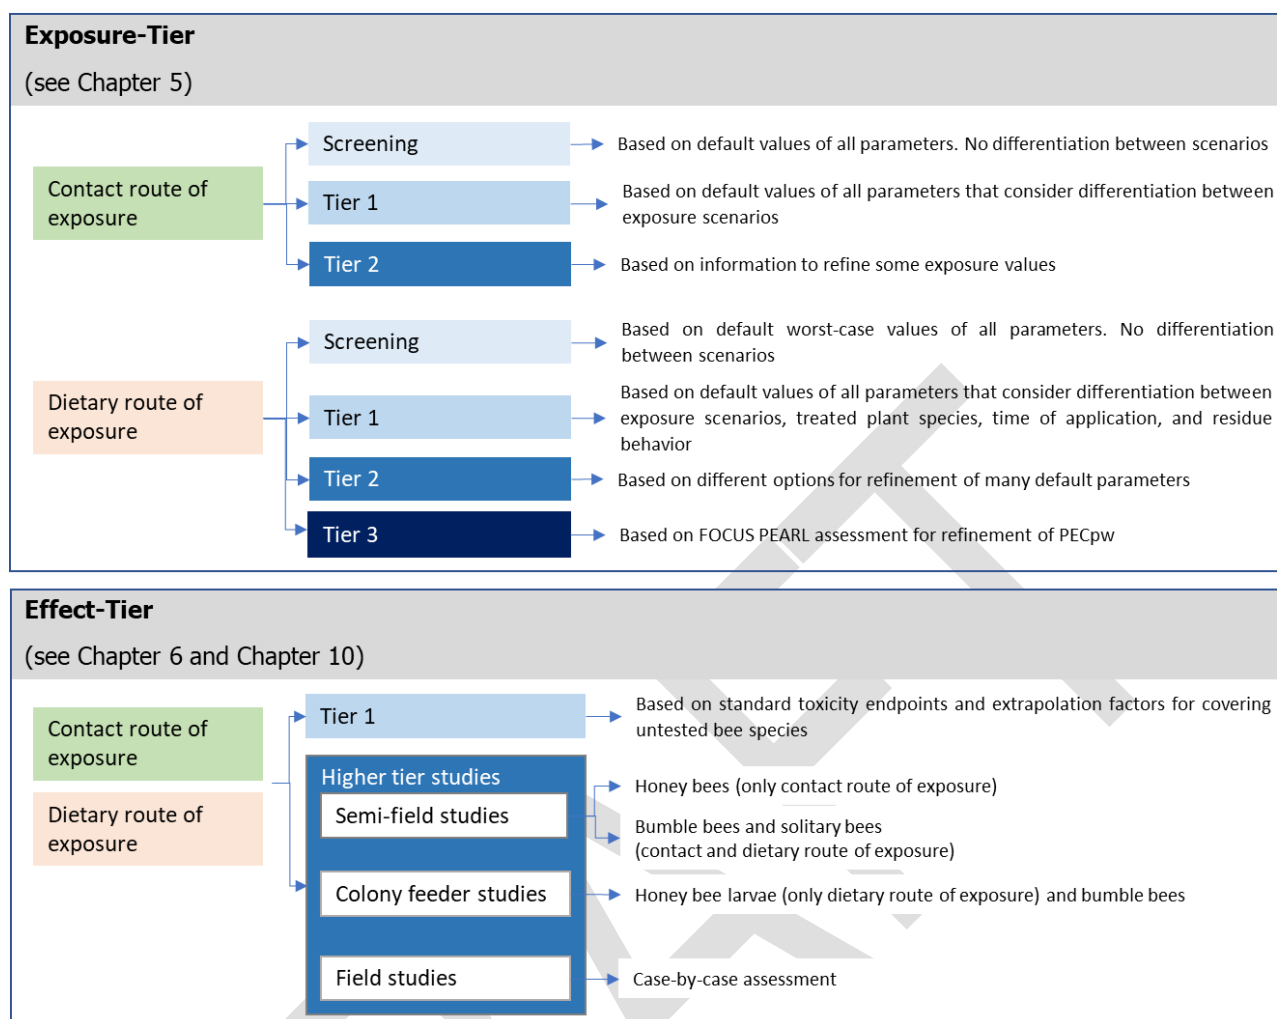 Exposure-Tier
(see Chapter 5)
Contact route of
exposure
Screening
Based on default values of all parameters. No differentiation between scenarios
Tier 1
Based on default values of all parameters that consider differentiation between
exposure scenarios
Tier 2
Based on information to refine some exposure values
Dietary route of
exposure
Screening
Based on default worst-case values of all parameters. No differentiation
between scenarios
Tier 1
Based on default values of all parameters that consider differentiation between
exposure scenarios, treated plant species, time of application, and residue
behavior
Tier 2
Based on different options for refinement of many default parameters
Tier 3
Based on FOCUS PEARL assessment for refinement of PECpw
Effect-Tier
(see Chapter 6 and Chapter 10)
Contact route of
exposure
Dietary route of
exposure
Tier 1
Based on standard toxicity endpoints and extrapolation factors for covering
untested bee species
Higher tier studies
Semi-field studies
Honey bees (only contact route of exposure)
Bumble bees and solitary bees
(contact and dietary route of exposure)
Colony feeder studies
Honey bee larvae (only dietary route of exposure) and bumble bees
Field studies
Case-by-case assessment